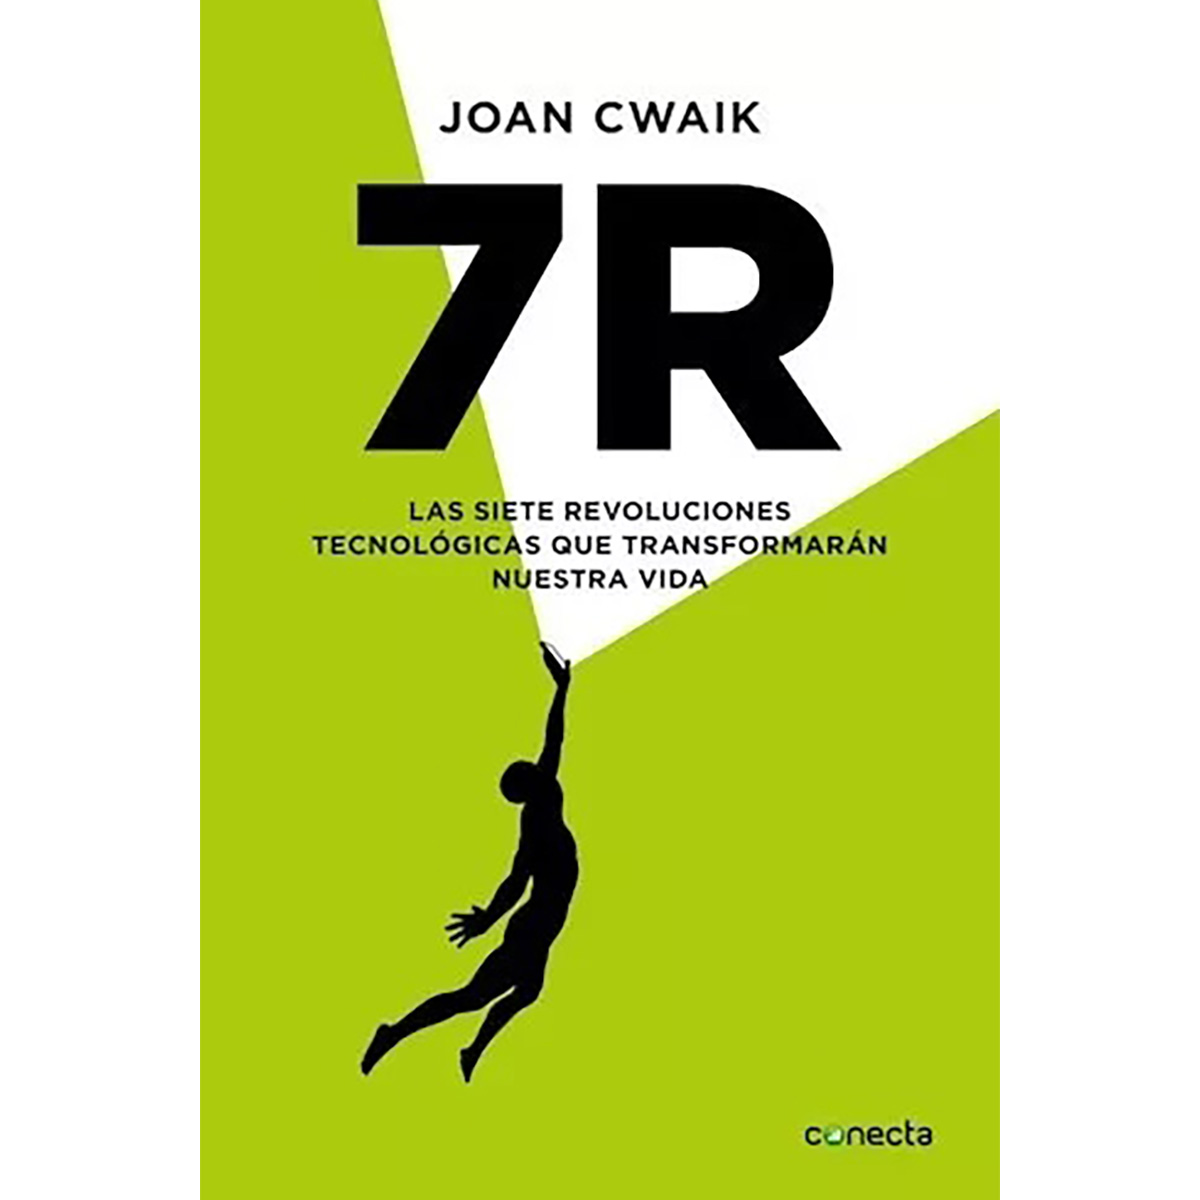 JOAN CWAIK
7R
LAS SIETE REVOLUCIONES
TECNOLÓGICAS QUE TRANSFORMARÁN
NUESTRA VIDA
conecta